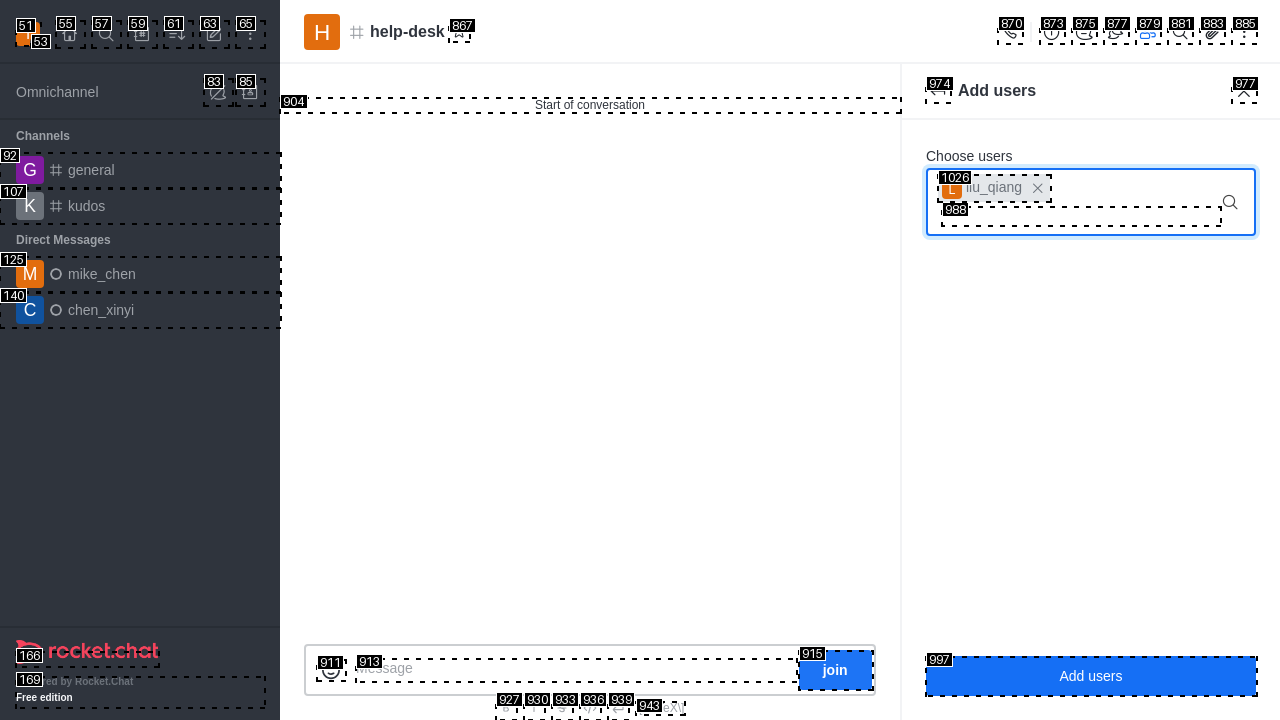 51
53
55
57
59
61
63
65
H
help-desk
867
870
873
875
877
879
881
883
885
Omnichannel
83
85
904
Start of conversation
974
Add users
977
Channels
92
G
general
107
K
kudos
Direct Messages
125
M
mike_chen
140
C
chen_xinyi
Choose users
1026
L
liu_qiang
988
166
rocket.chat
169
ed by Rocket.Chat
Free edition
911
913
Message
915
join
997
Add users
927
930
933
936
939
943